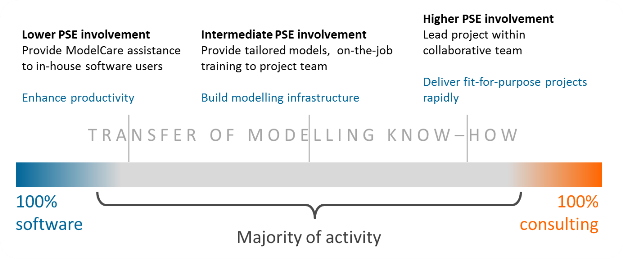 Lower PSE involvement
Provide ModelCare assistance
to in-house software users
Enhance productivity
Intermediate PSE involvement
Provide tailored models, on-the-job
training to project team
Build modelling infrastructure
Higher PSE involvement
Lead project within
collaborative team
Deliver fit-for-purpose projects
rapidly
TRANSFER OF MODELLING KNOW–HOW
100%
software
100%
consulting
Majority of activity